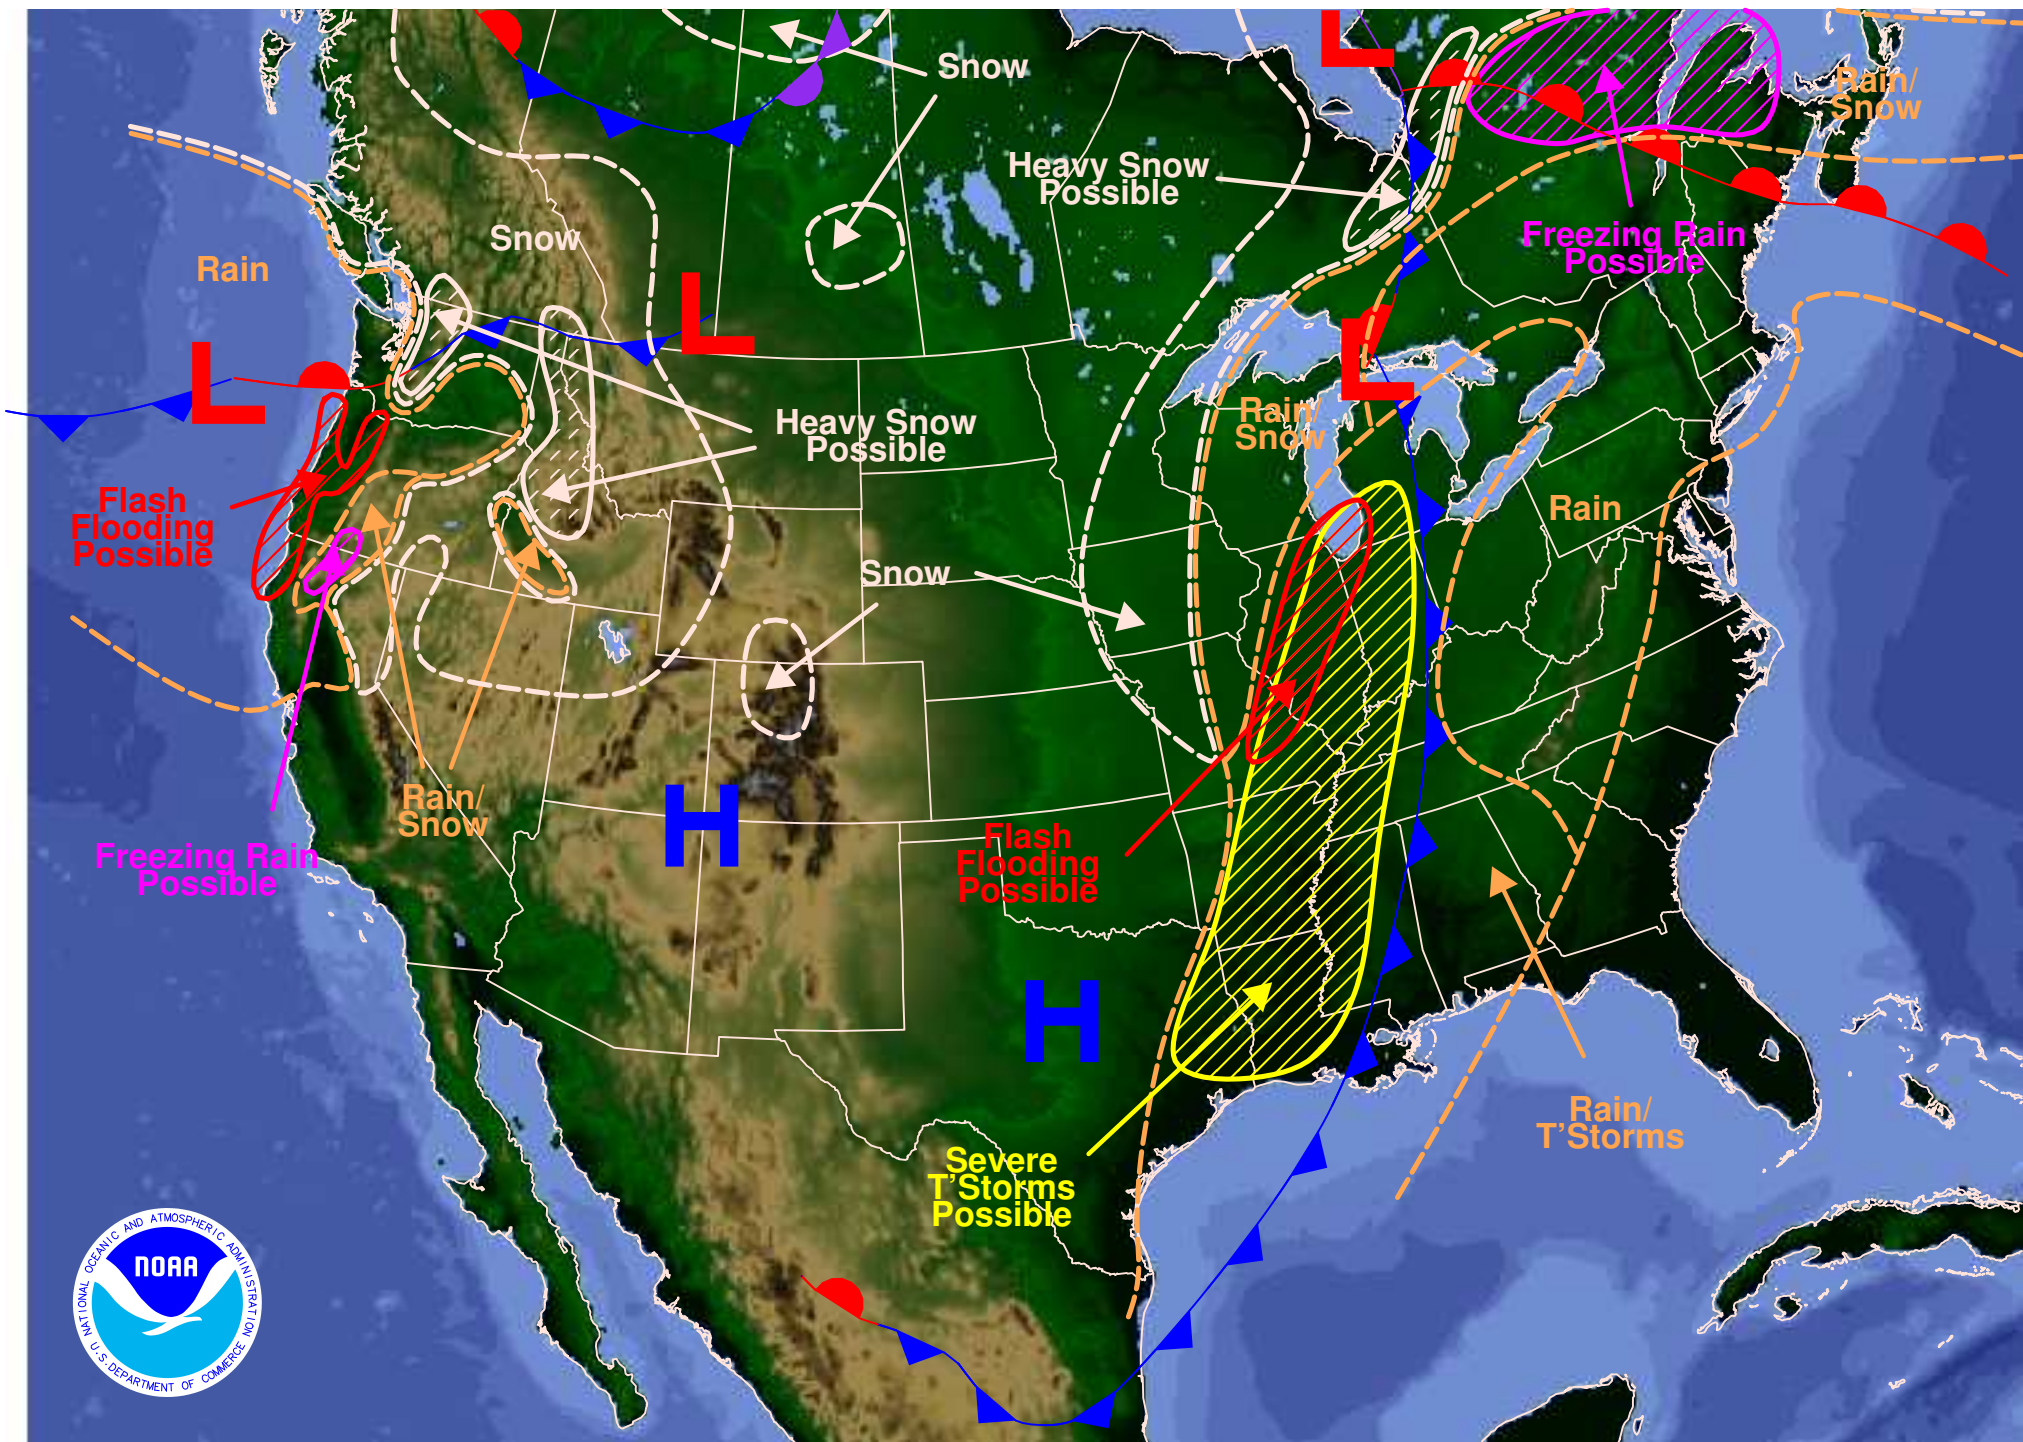 L
Snow
Rain/
Snow
Heavy Snow
Possible
Snow
Rain
Freezing Rain
Possible
L
L
L
Heavy Snow
Possible
Rain/
Snow
Flash
Flooding
Possible
Rain
Snow
Rain/
Snow
H
Flash
Flooding
Possible
Freezing Rain
Possible
H
Rain/
T'Storms
Severe
T'Storms
Possible
NATIONAL OCEANIC AND ATMOSPHERIC ADMINISTRATION
NOAA
U.S. DEPARTMENT OF COMMERCE